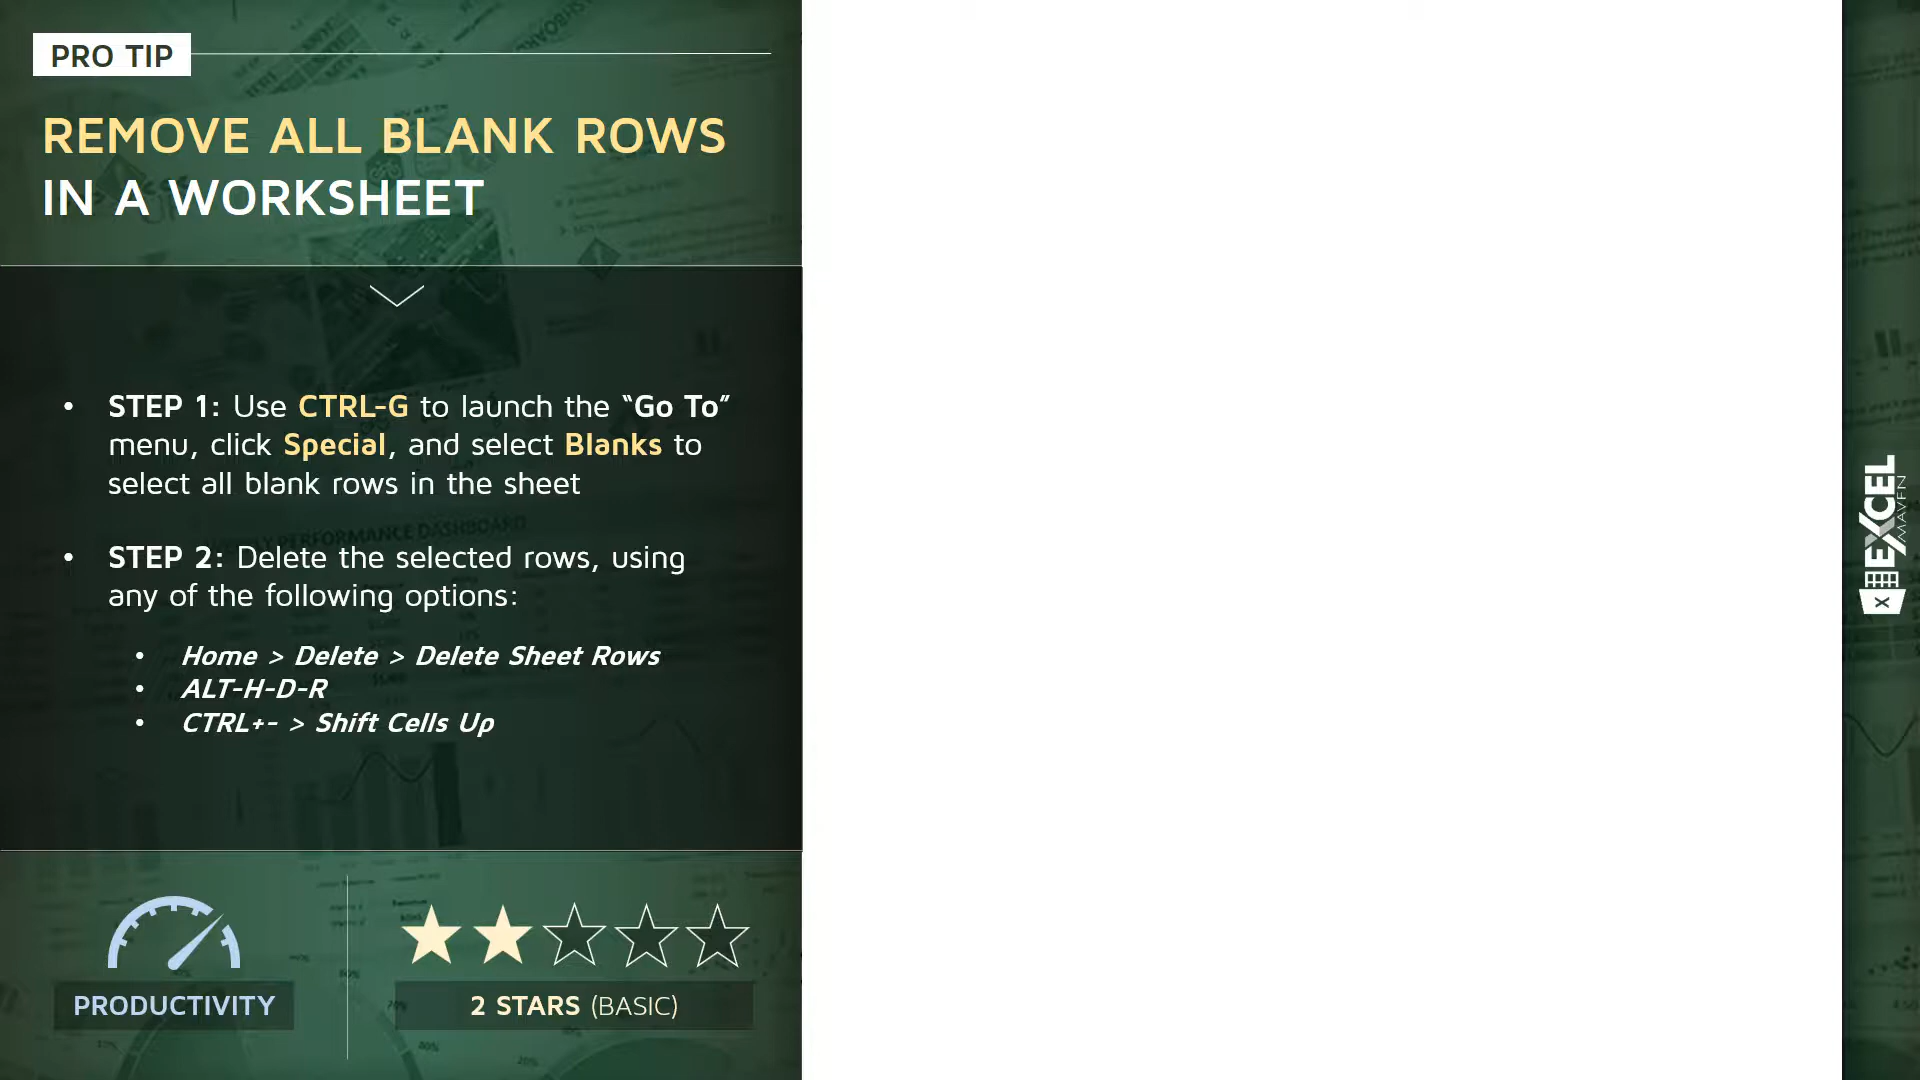 PRO TIP
REMOVE ALL BLANK ROWS
IN A WORKSHEET
• STEP 1: Use CTRL-G to launch the “Go To”
menu, click Special, and select Blanks to
select all blank rows in the sheet
PERFORMANCE DASHBOARD
• STEP 2: Delete the selected rows, using
any of the following options:
• Home > Delete > Delete Sheet Rows
• ALT-H-D-R
• CTRL+- > Shift Cells Up
PRODUCTIVITY
2 STARS (BASIC)
X EXCEL
MAVEN